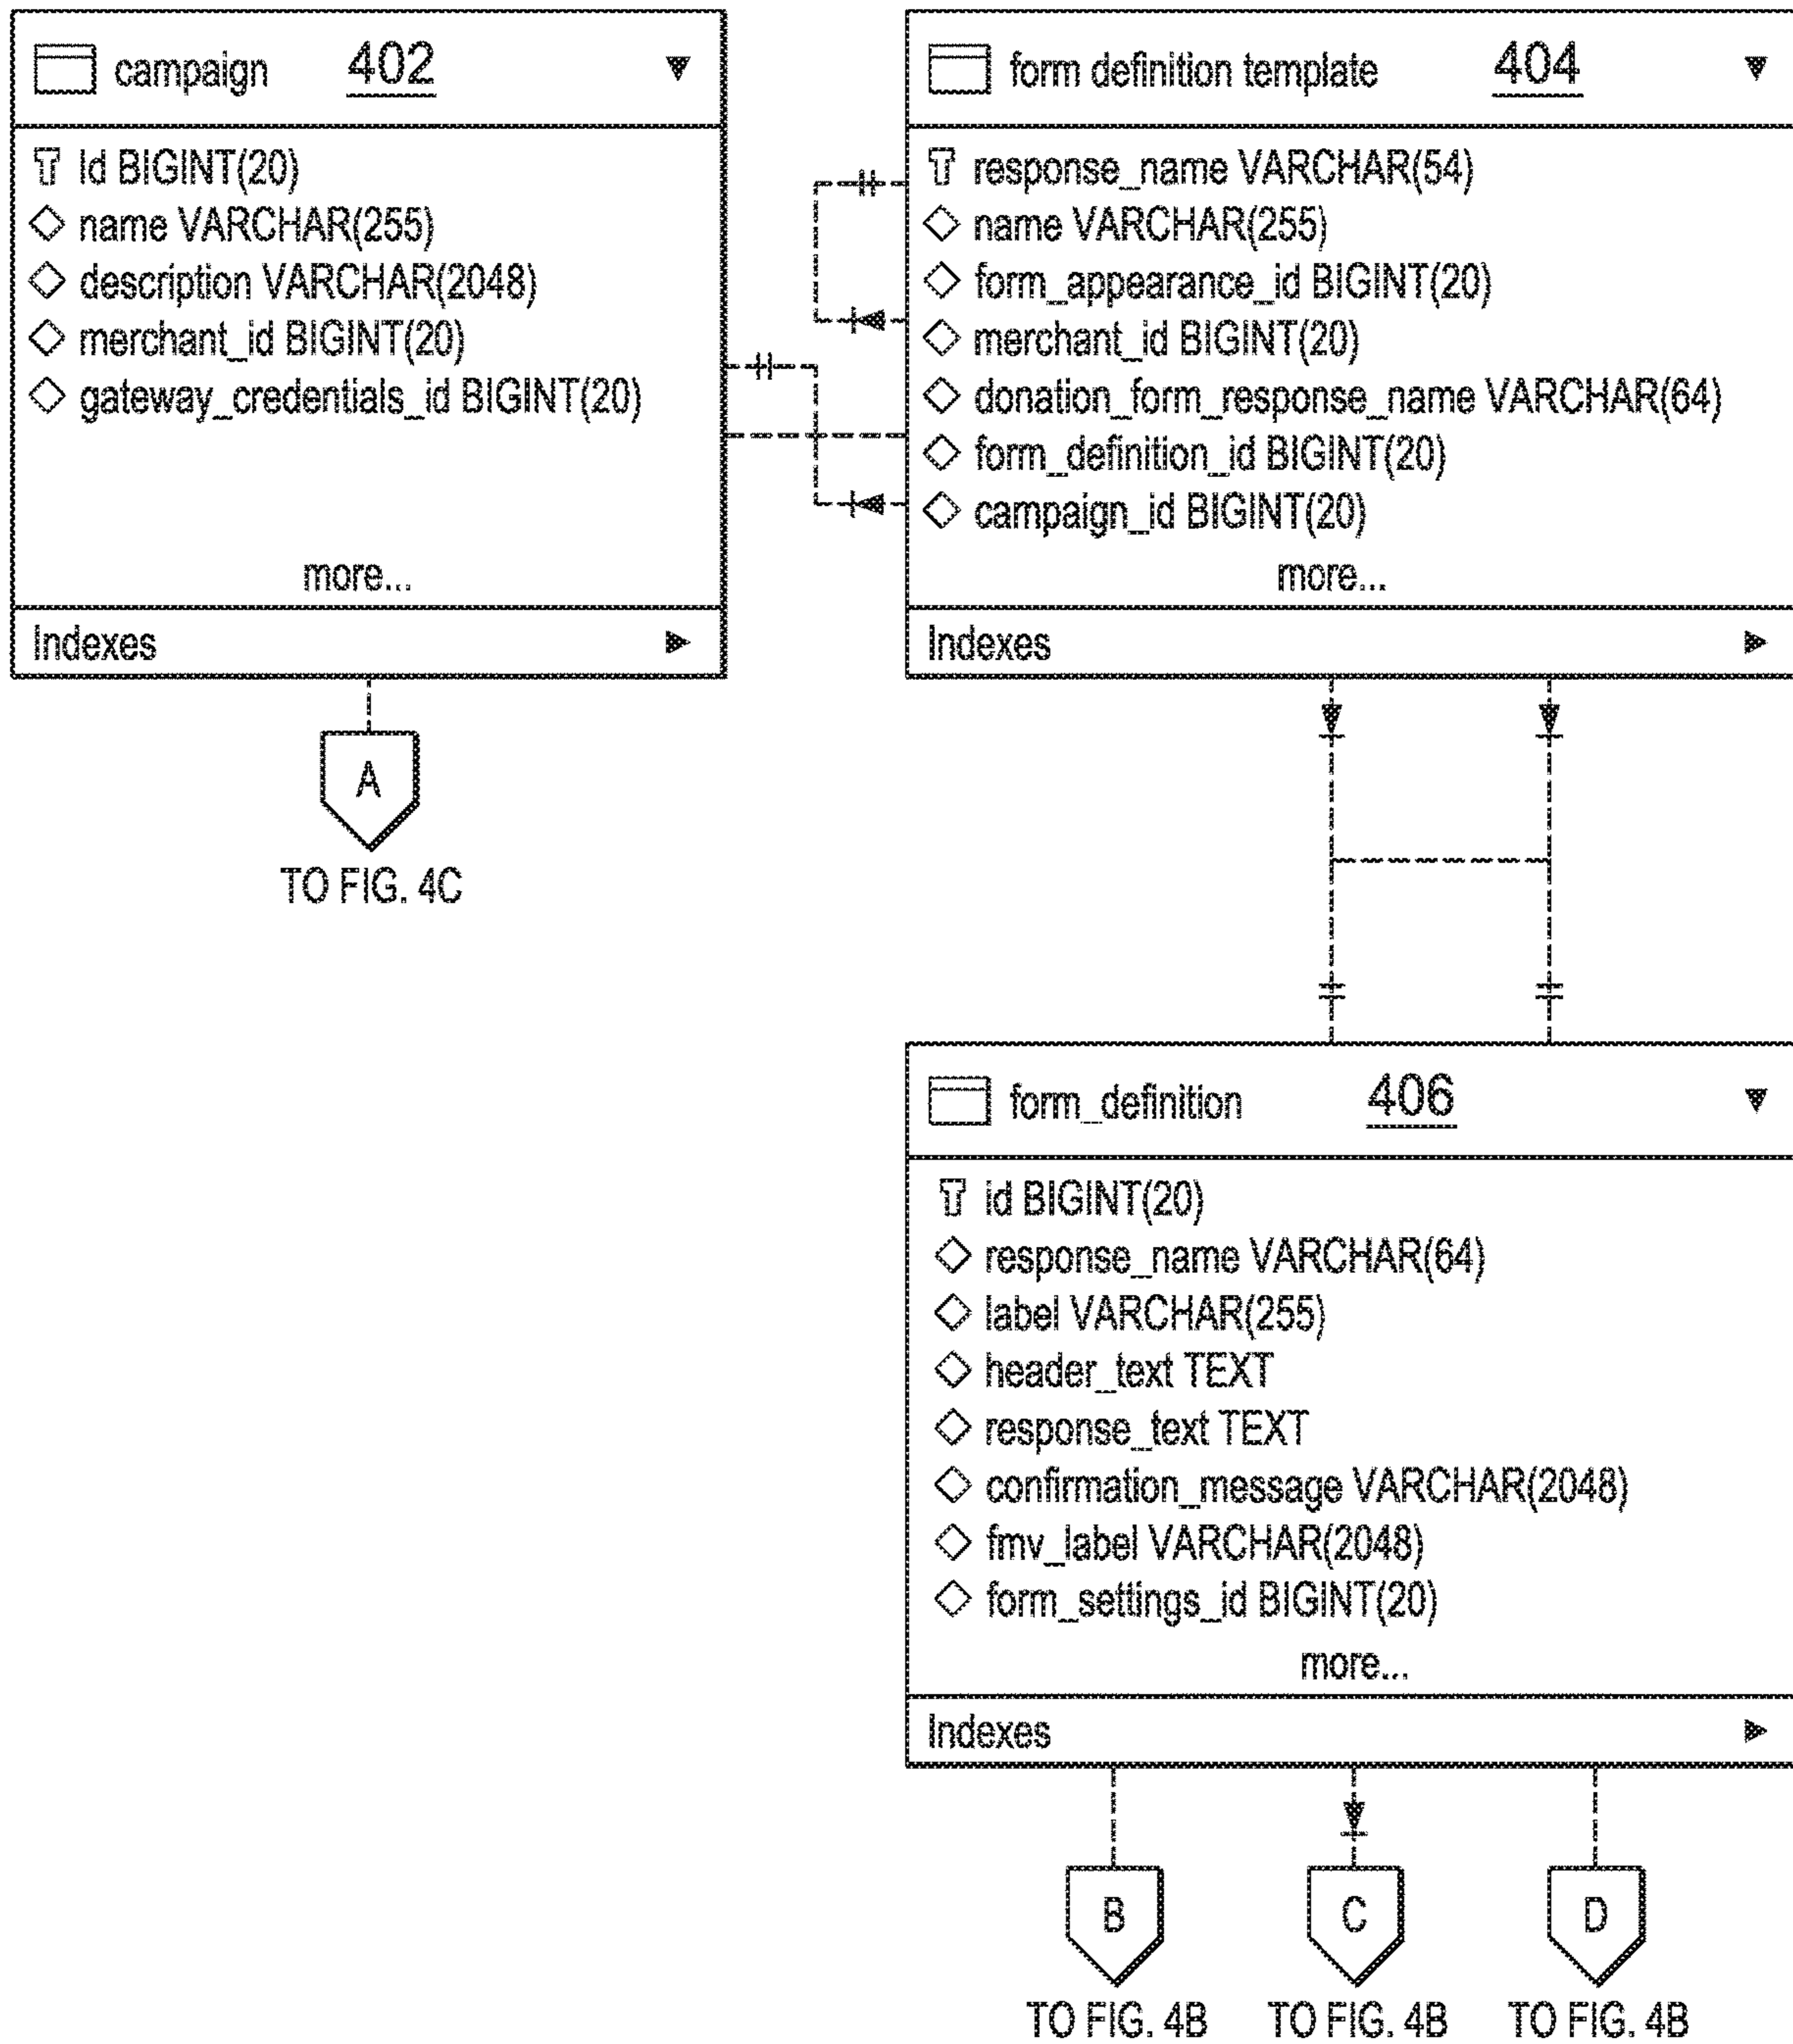 campaign 402
id BIGINT(20)
name VARCHAR(255)
description VARCHAR(2048)
merchant_id BIGINT(20)
gateway_credentials_id BIGINT(20)
more...
Indexes
A
TO FIG. 4C
form definition template 404
response_name VARCHAR(54)
name VARCHAR(255)
form_appearance_id BIGINT(20)
merchant_id BIGINT(20)
donation_form_response_name VARCHAR(64)
form_definition_id BIGINT(20)
campaign_id BIGINT(20)
more...
Indexes
form_definition 406
id BIGINT(20)
response_name VARCHAR(64)
label VARCHAR(255)
header_text TEXT
response_text TEXT
confirmation_message VARCHAR(2048)
fmv_label VARCHAR(2048)
form_settings_id BIGINT(20)
more...
Indexes
B
TO FIG. 4B
C
TO FIG. 4B
D
TO FIG. 4B